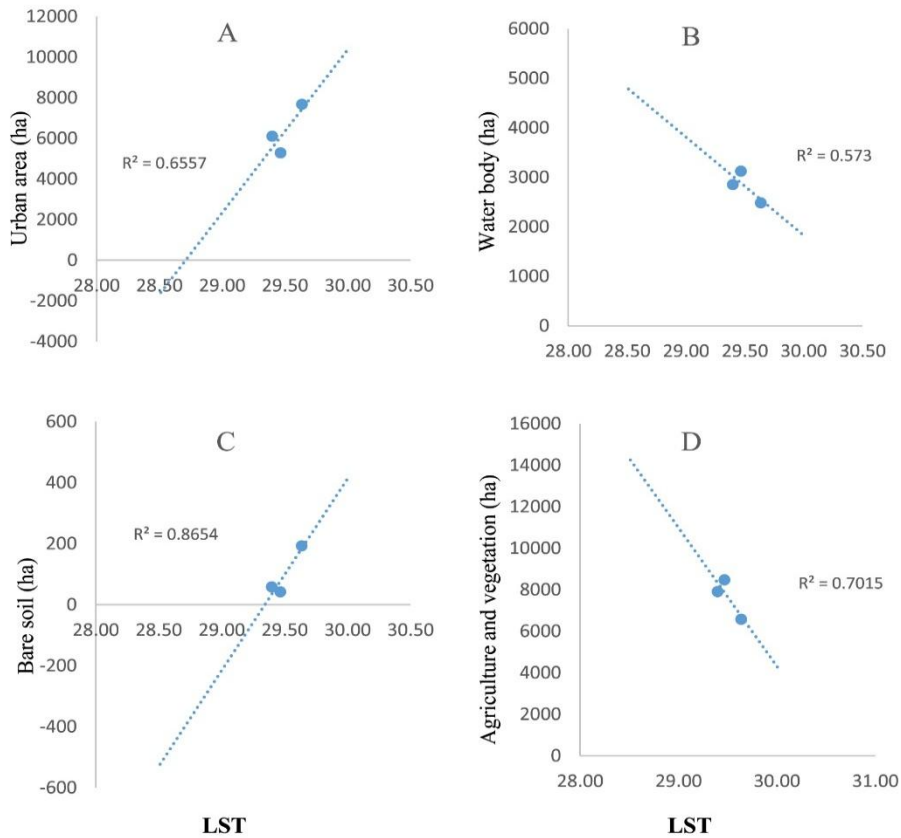 A
Urban area (ha)
12000
10000
8000
6000
4000
2000
0
-2000
-4000
R² = 0.6557
28.00 28.50 29.00 29.50 30.00 30.50
B
Water body (ha)
6000
5000
4000
3000
2000
1000
0
R² = 0.573
28.00 28.50 29.00 29.50 30.00 30.50
C
Bare soil (ha)
600
400
200
0
-200
-400
-600
R² = 0.8654
28.00 28.50 29.00 29.50 30.00 30.50
LST
D
Agriculture and vegetation (ha)
16000
14000
12000
10000
8000
6000
4000
2000
0
R² = 0.7015
28.00 29.00 30.00 31.00
LST